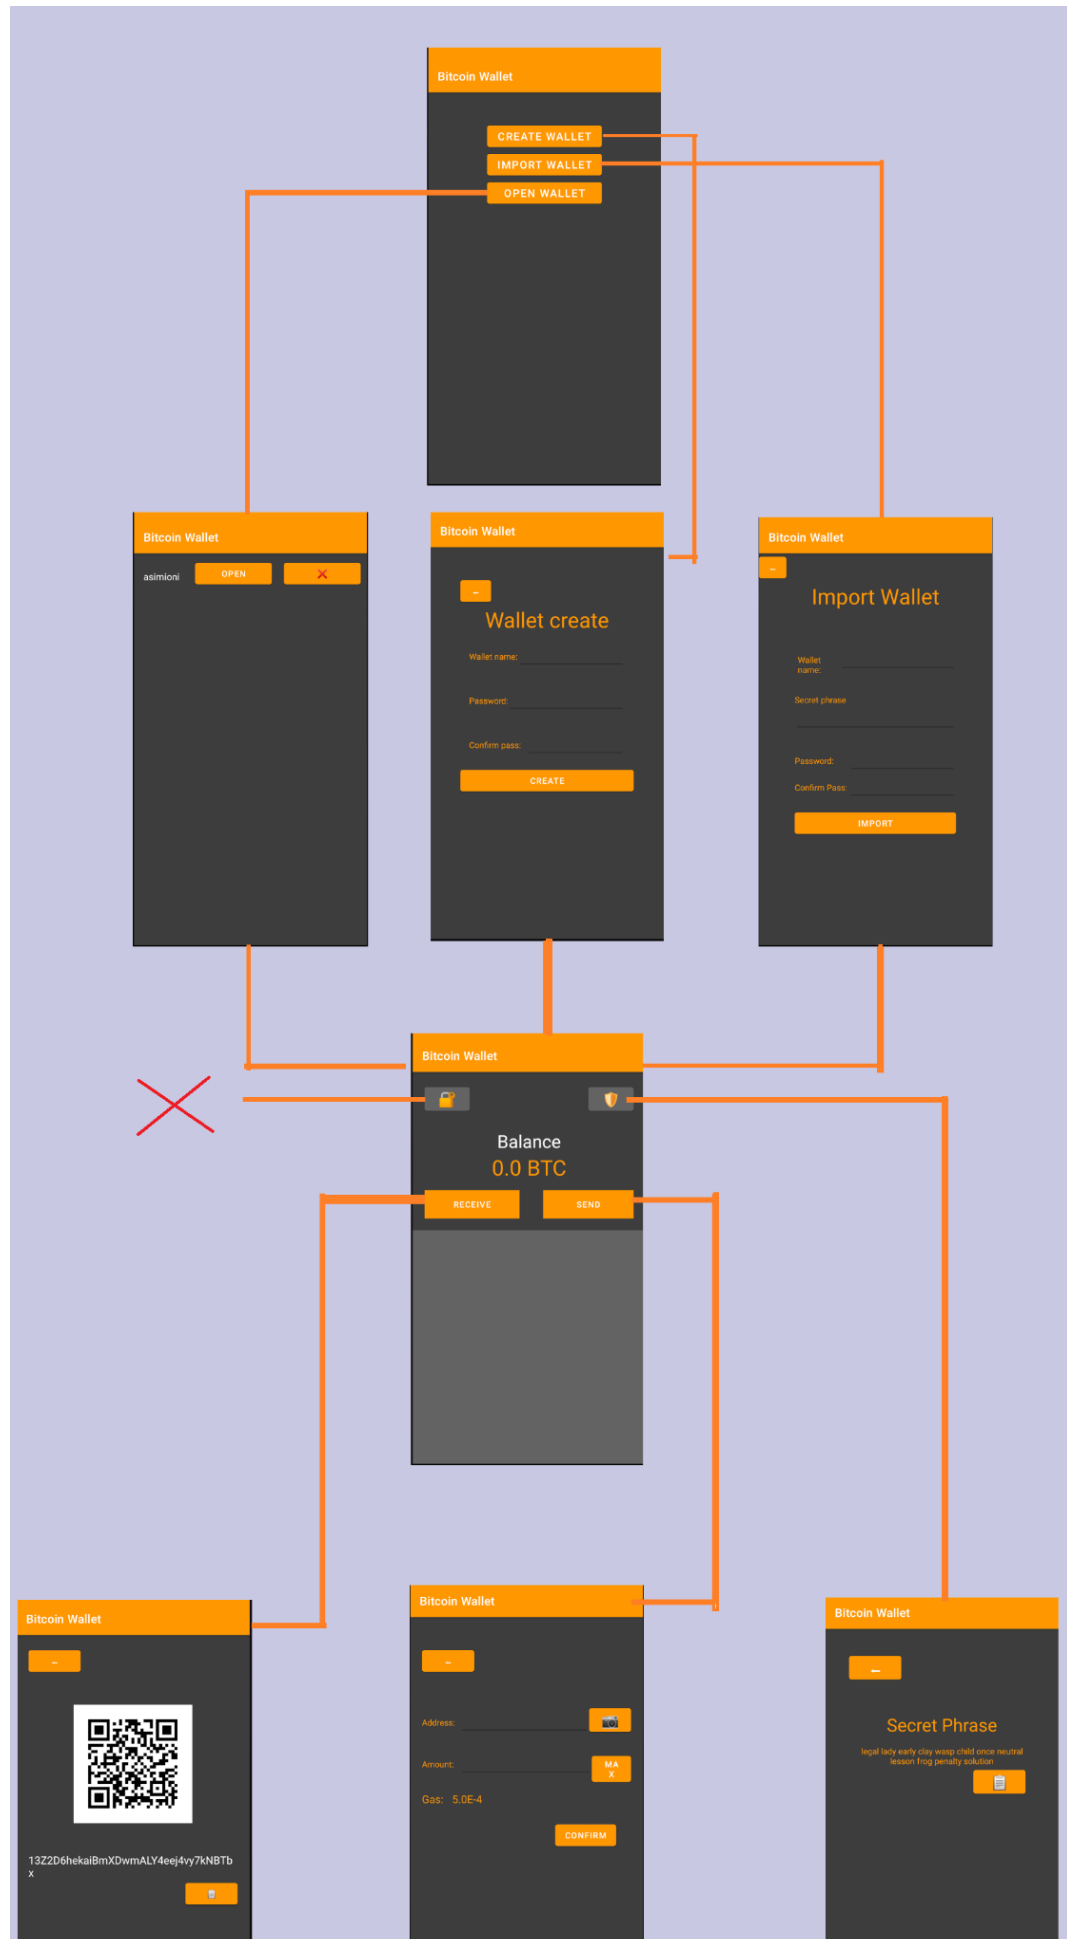 Bitcoin Wallet
CREATE WALLET
IMPORT WALLET
OPEN WALLET
Bitcoin Wallet
asimioni
OPEN
Bitcoin Wallet
Wallet create
Wallet name:
Password:
Confirm pass:
CREATE
Bitcoin Wallet
Import Wallet
Wallet
name:
Secret phrase
Password:
Confirm Pass:
IMPORT
Bitcoin Wallet
Balance
0.0 BTC
RECEIVE
SEND
Bitcoin Wallet
13Z2D6hekaiBmXDwmALY4eej4vy7kNBTb
x
Bitcoin Wallet
Address:
Amount:
MA
X
Gas: 5.0E-4
CONFIRM
Bitcoin Wallet
Secret Phrase
legal lady early clay wasp child once neutral
lesson frog penalty solution